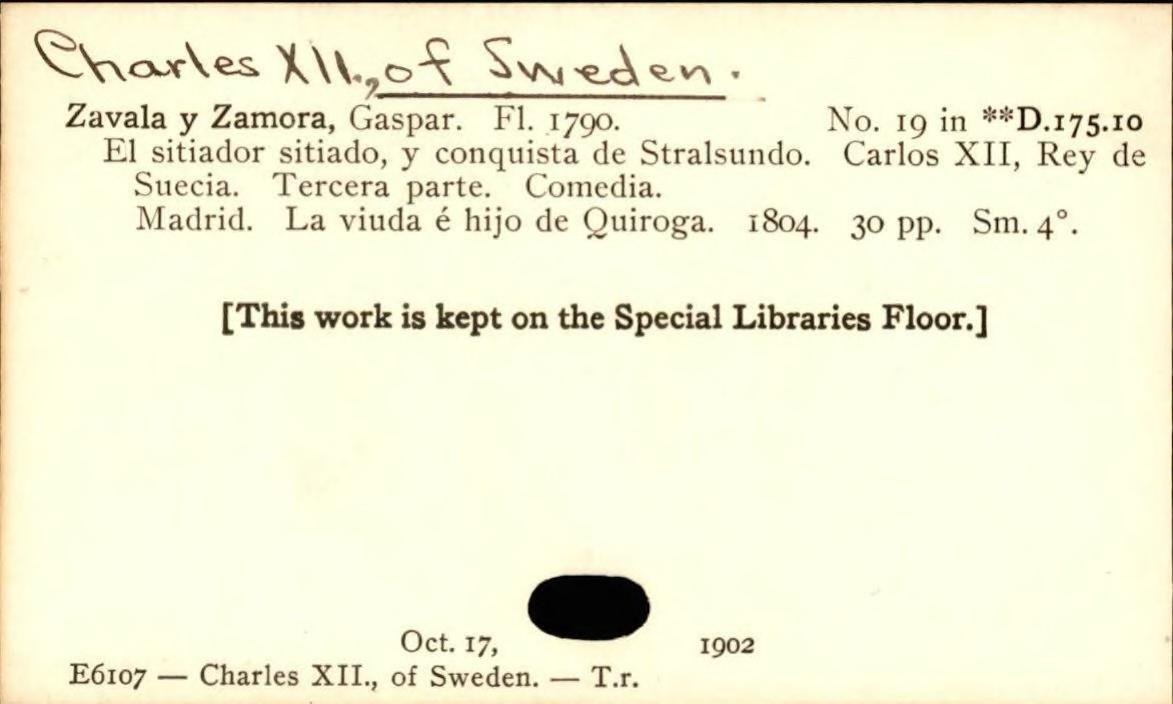 Charles XII., of Sweden.
Zavala y Zamora, Gaspar. Fl. 1790. No. 19 in **D.175.10
El sitiador sitiado, y conquista de Stralsundo. Carlos XII, Rey de
Suecia. Tercera parte. Comedia.
Madrid. La viuda é hijo de Quiroga. 1804. 30 pp. Sm. 4°.
[This work is kept on the Special Libraries Floor.]
Oct. 17, 1902
E6107 — Charles XII., of Sweden. — T.r.